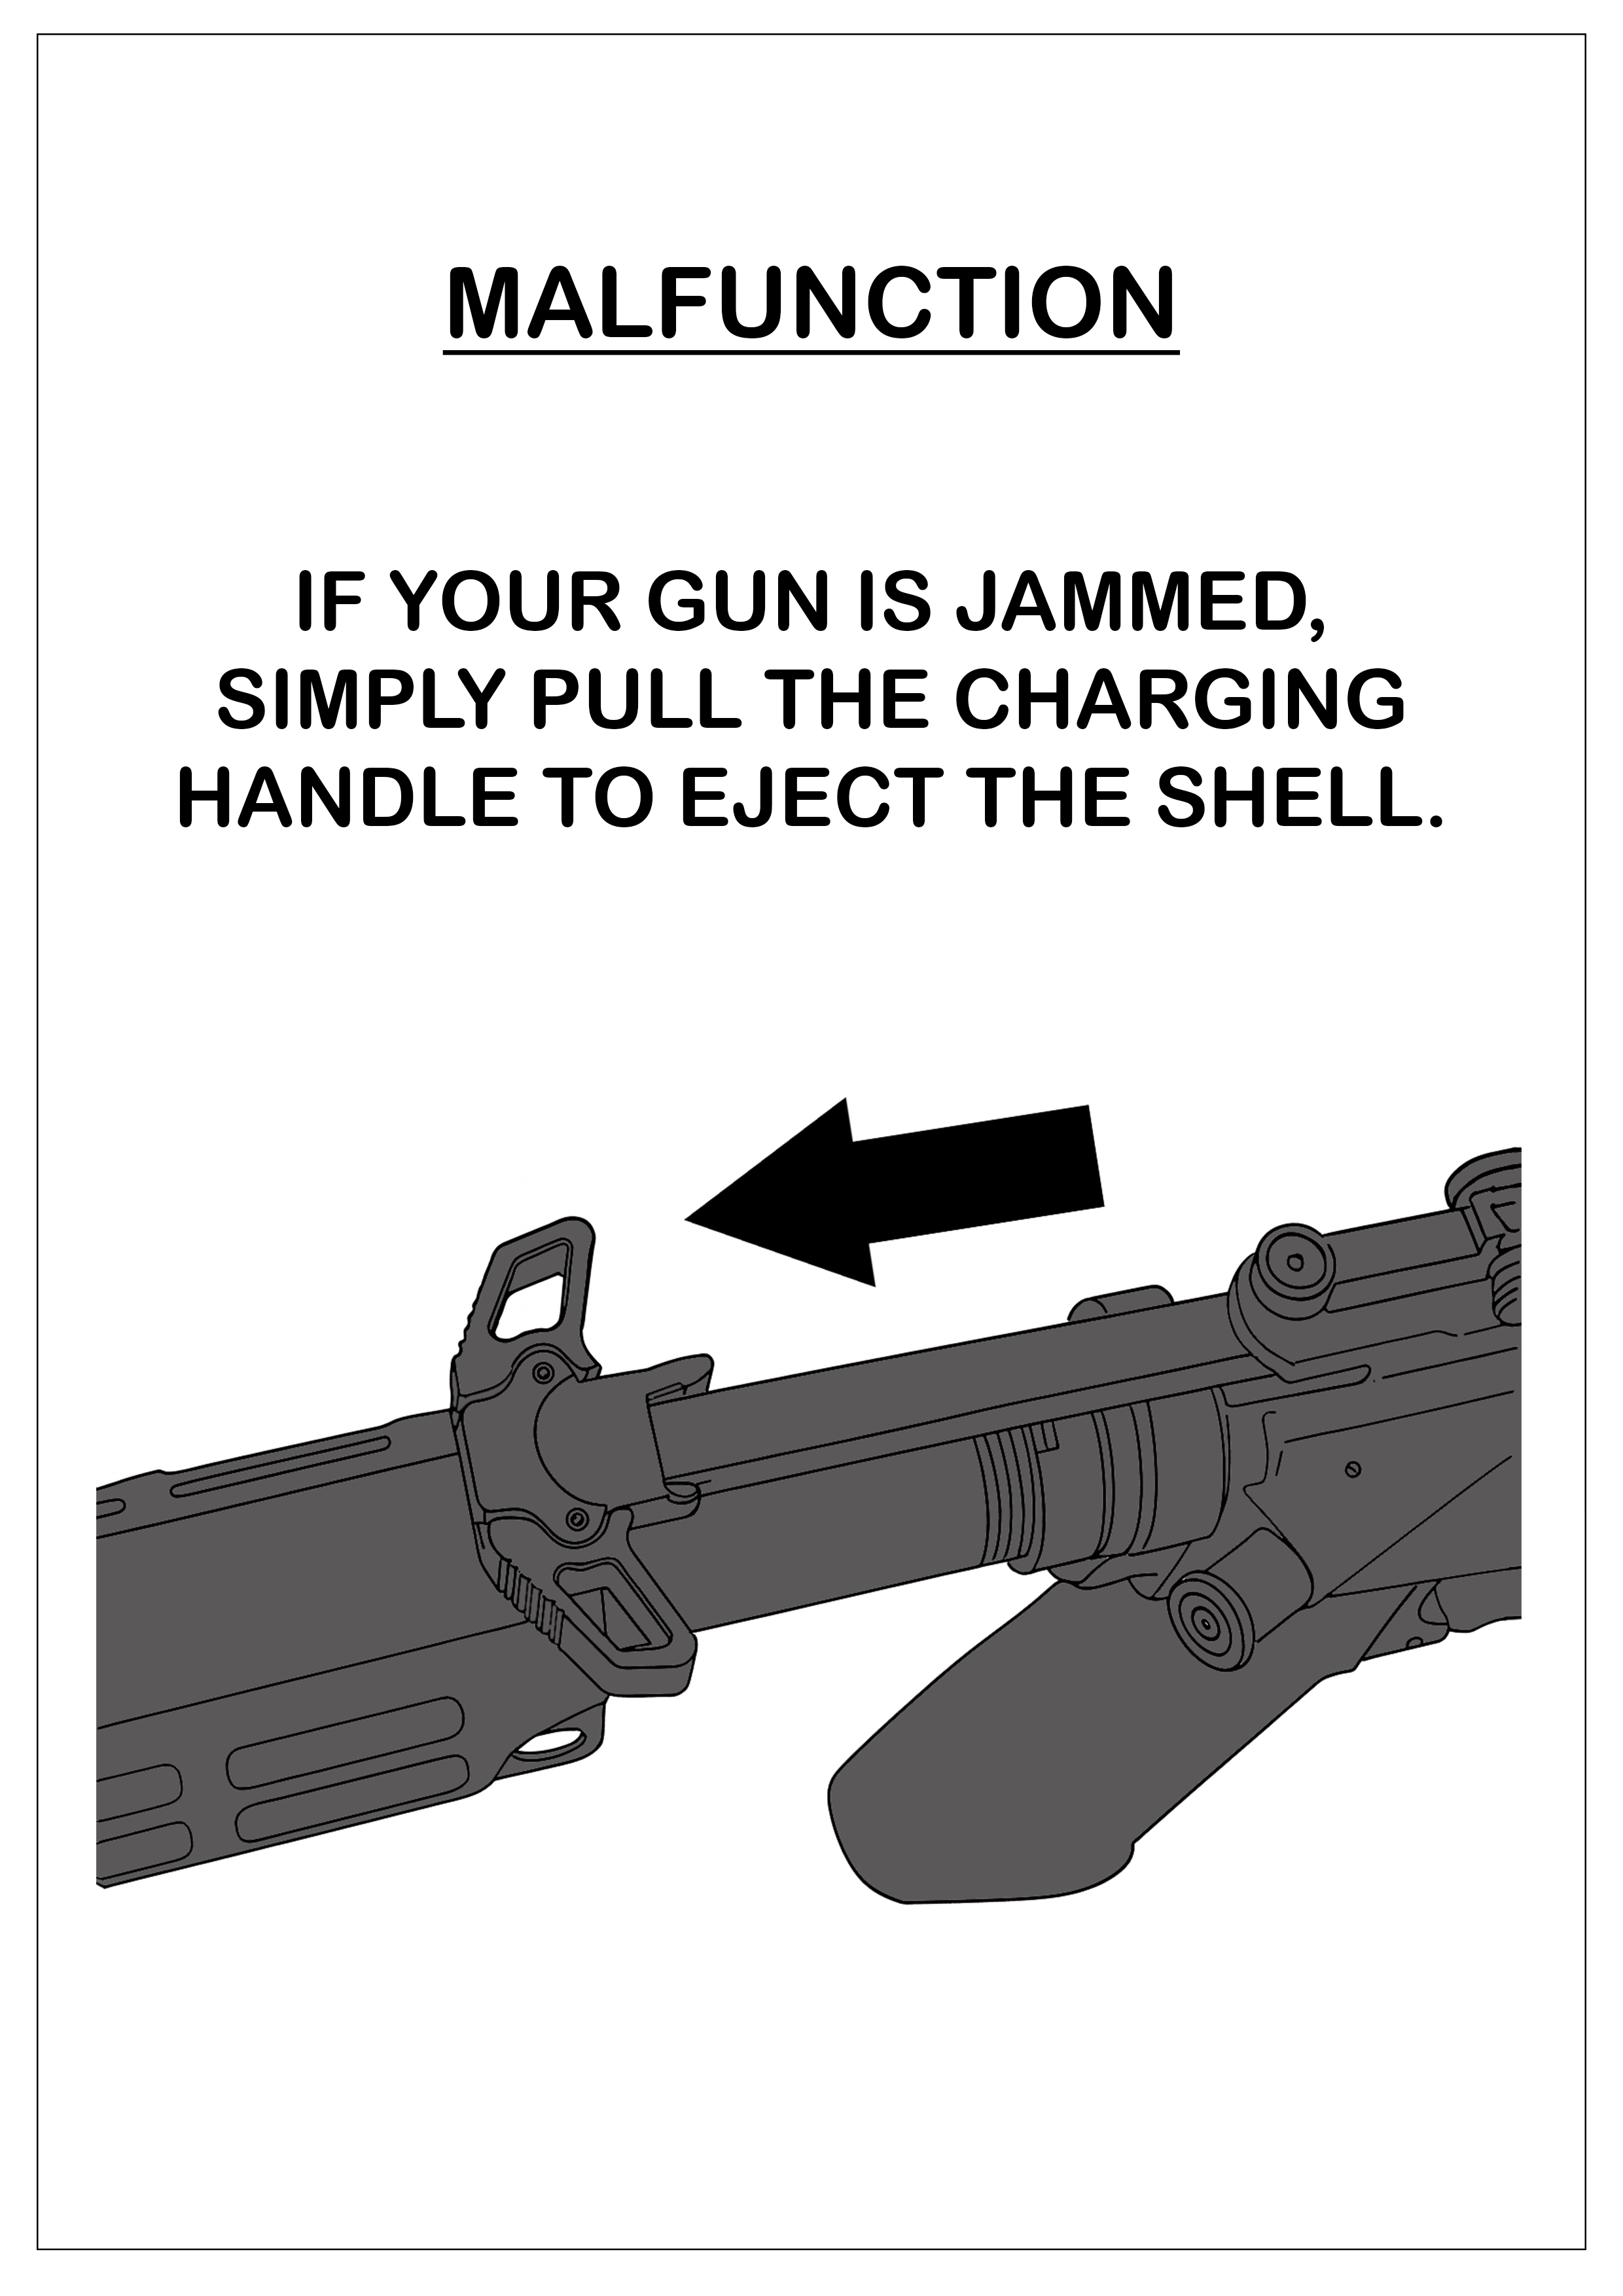 MALFUNCTION
IF YOUR GUN IS JAMMED,
SIMPLY PULL THE CHARGING
HANDLE TO EJECT THE SHELL.